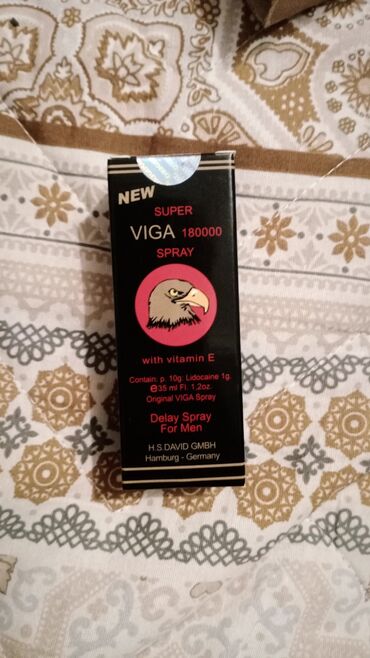 NEW
SUPER
VIGA 180000
SPRAY
with vitamin E
Contain: p. 10g. Lidocaine 1g.
℮35 ml Fl. 1,2oz.
Original VIGA Spray
Delay Spray
For Men
H.S.DAVID GMBH
Hamburg - Germany